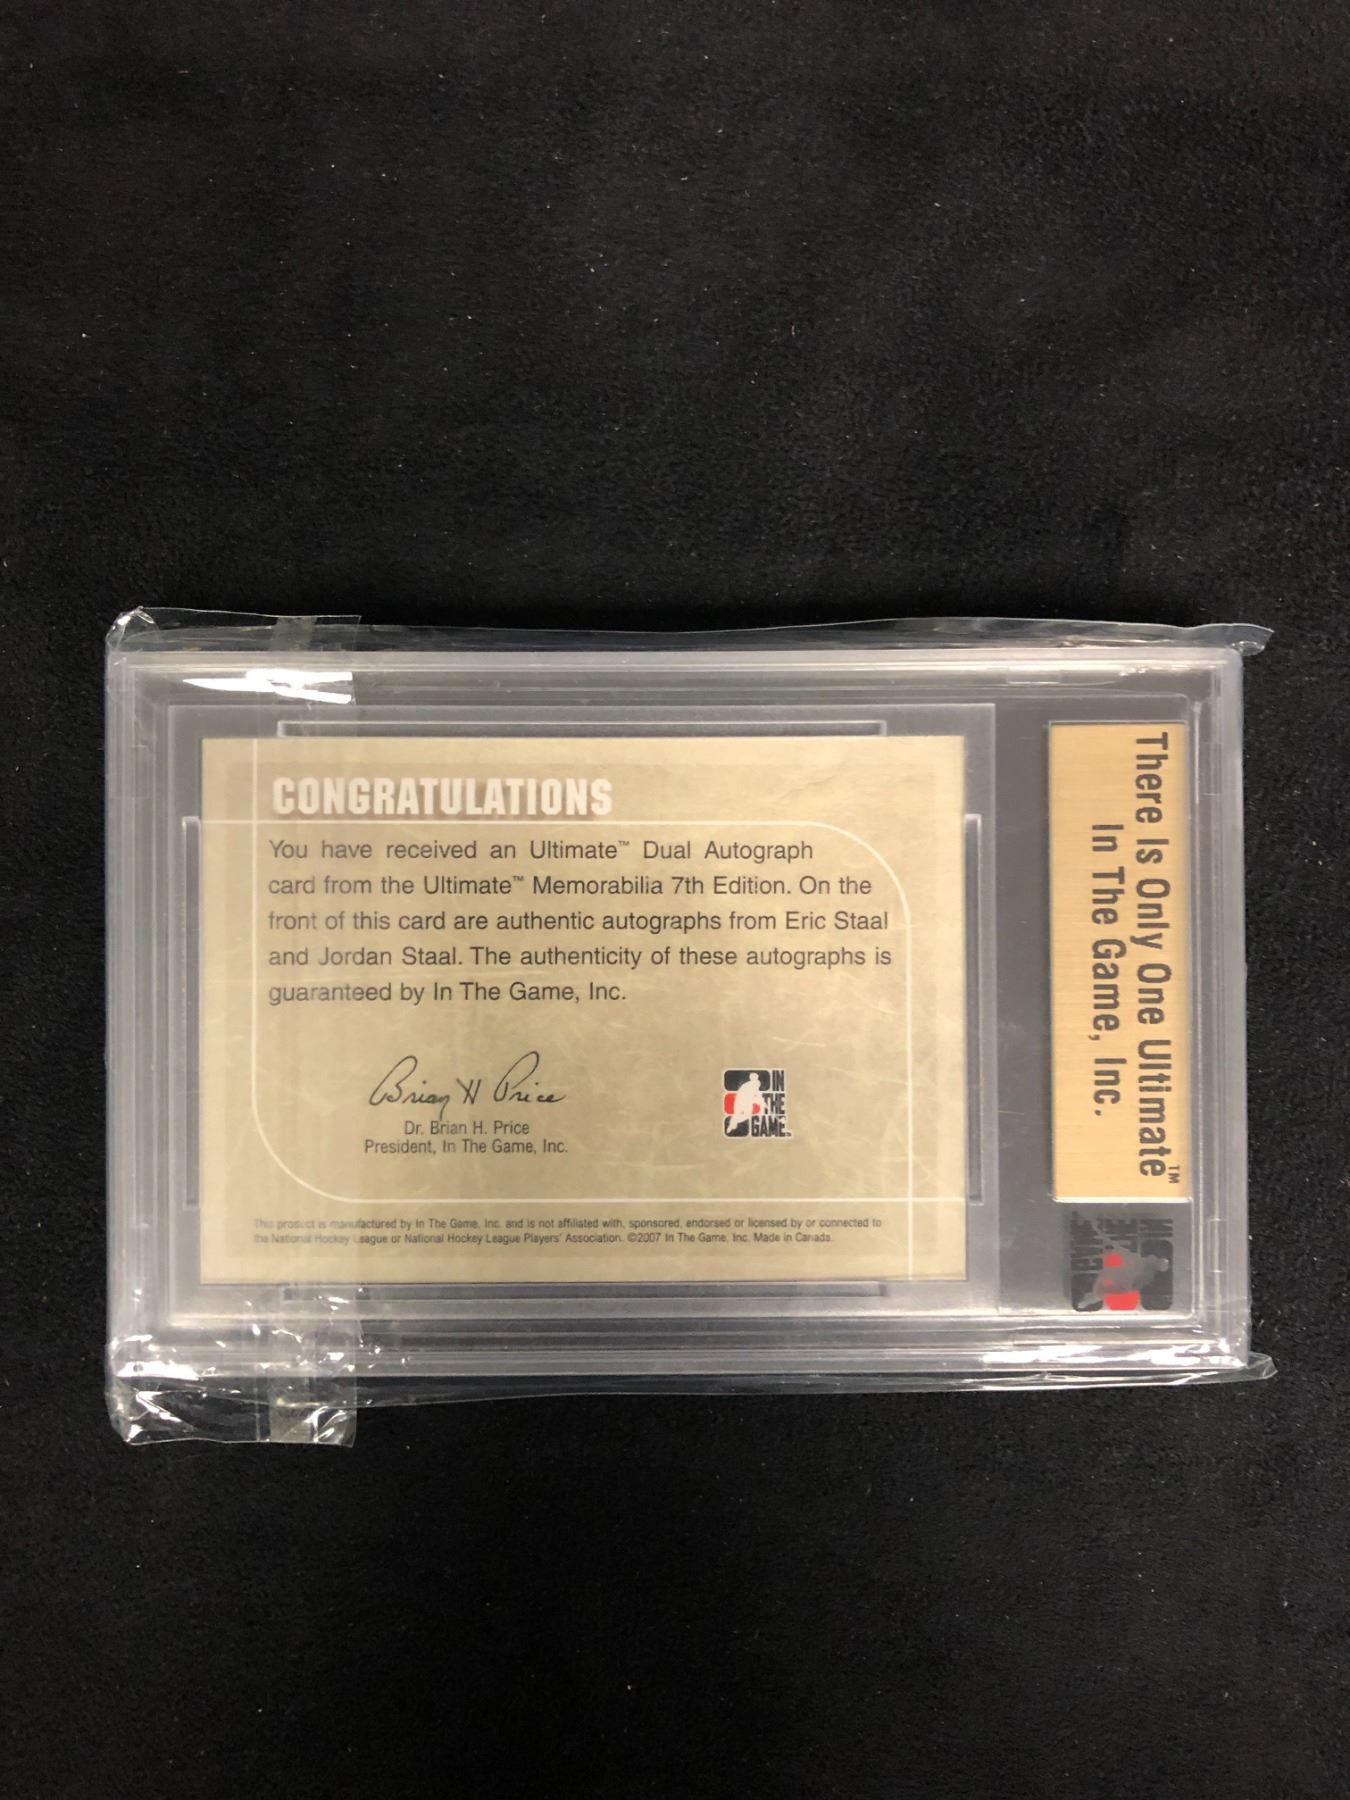 CONGRATULATIONS
You have received an Ultimate™ Dual Autograph
card from the Ultimate™ Memorabilia 7th Edition. On the
front of this card are authentic autographs from Eric Staal
and Jordan Staal. The authenticity of these autographs is
guaranteed by In The Game, Inc.
Brian H Price
Dr. Brian H. Price
President, In The Game, Inc.
IN
THE
GAME
This product is manufactured by In The Game, Inc. and is not affiliated with, sponsored, endorsed or licensed by or connected to
the National Hockey League or National Hockey League Players' Association. ©2007 In The Game, Inc. Made in Canada.
There Is Only One Ultimate™
In The Game, Inc.
IN
THE
GAME